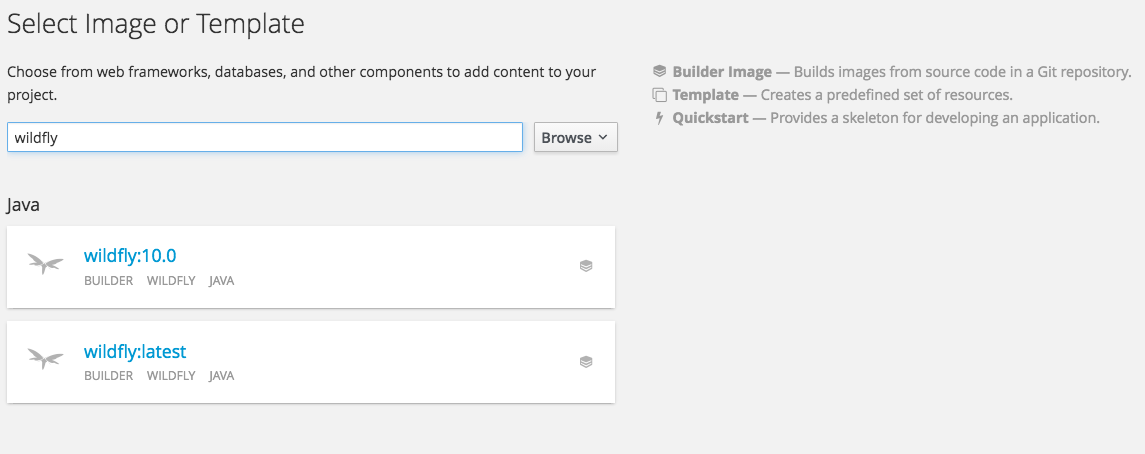 Select Image or Template
Choose from web frameworks, databases, and other components to add content to your
project.
wildfly
Browse
Builder Image — Builds images from source code in a Git repository.
Template — Creates a predefined set of resources.
Quickstart — Provides a skeleton for developing an application.
Java
wildfly:10.0
BUILDER WILDFLY JAVA
wildfly:latest
BUILDER WILDFLY JAVA